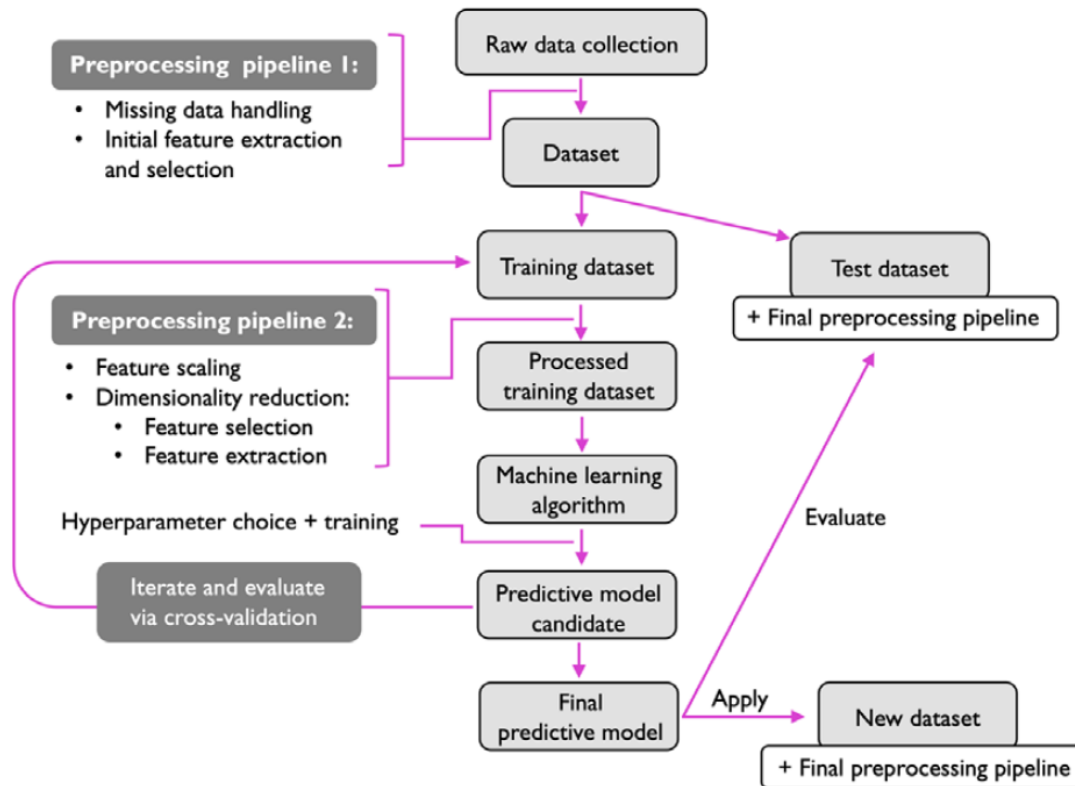 Raw data collection
Preprocessing pipeline 1:
• Missing data handling
• Initial feature extraction
and selection
Dataset
Training dataset
Test dataset
+ Final preprocessing pipeline
Preprocessing pipeline 2:
• Feature scaling
• Dimensionality reduction:
• Feature selection
• Feature extraction
Processed
training dataset
Machine learning
algorithm
Hyperparameter choice + training
Evaluate
Iterate and evaluate
via cross-validation
Predictive model
candidate
Final
predictive model
Apply
New dataset
+ Final preprocessing pipeline